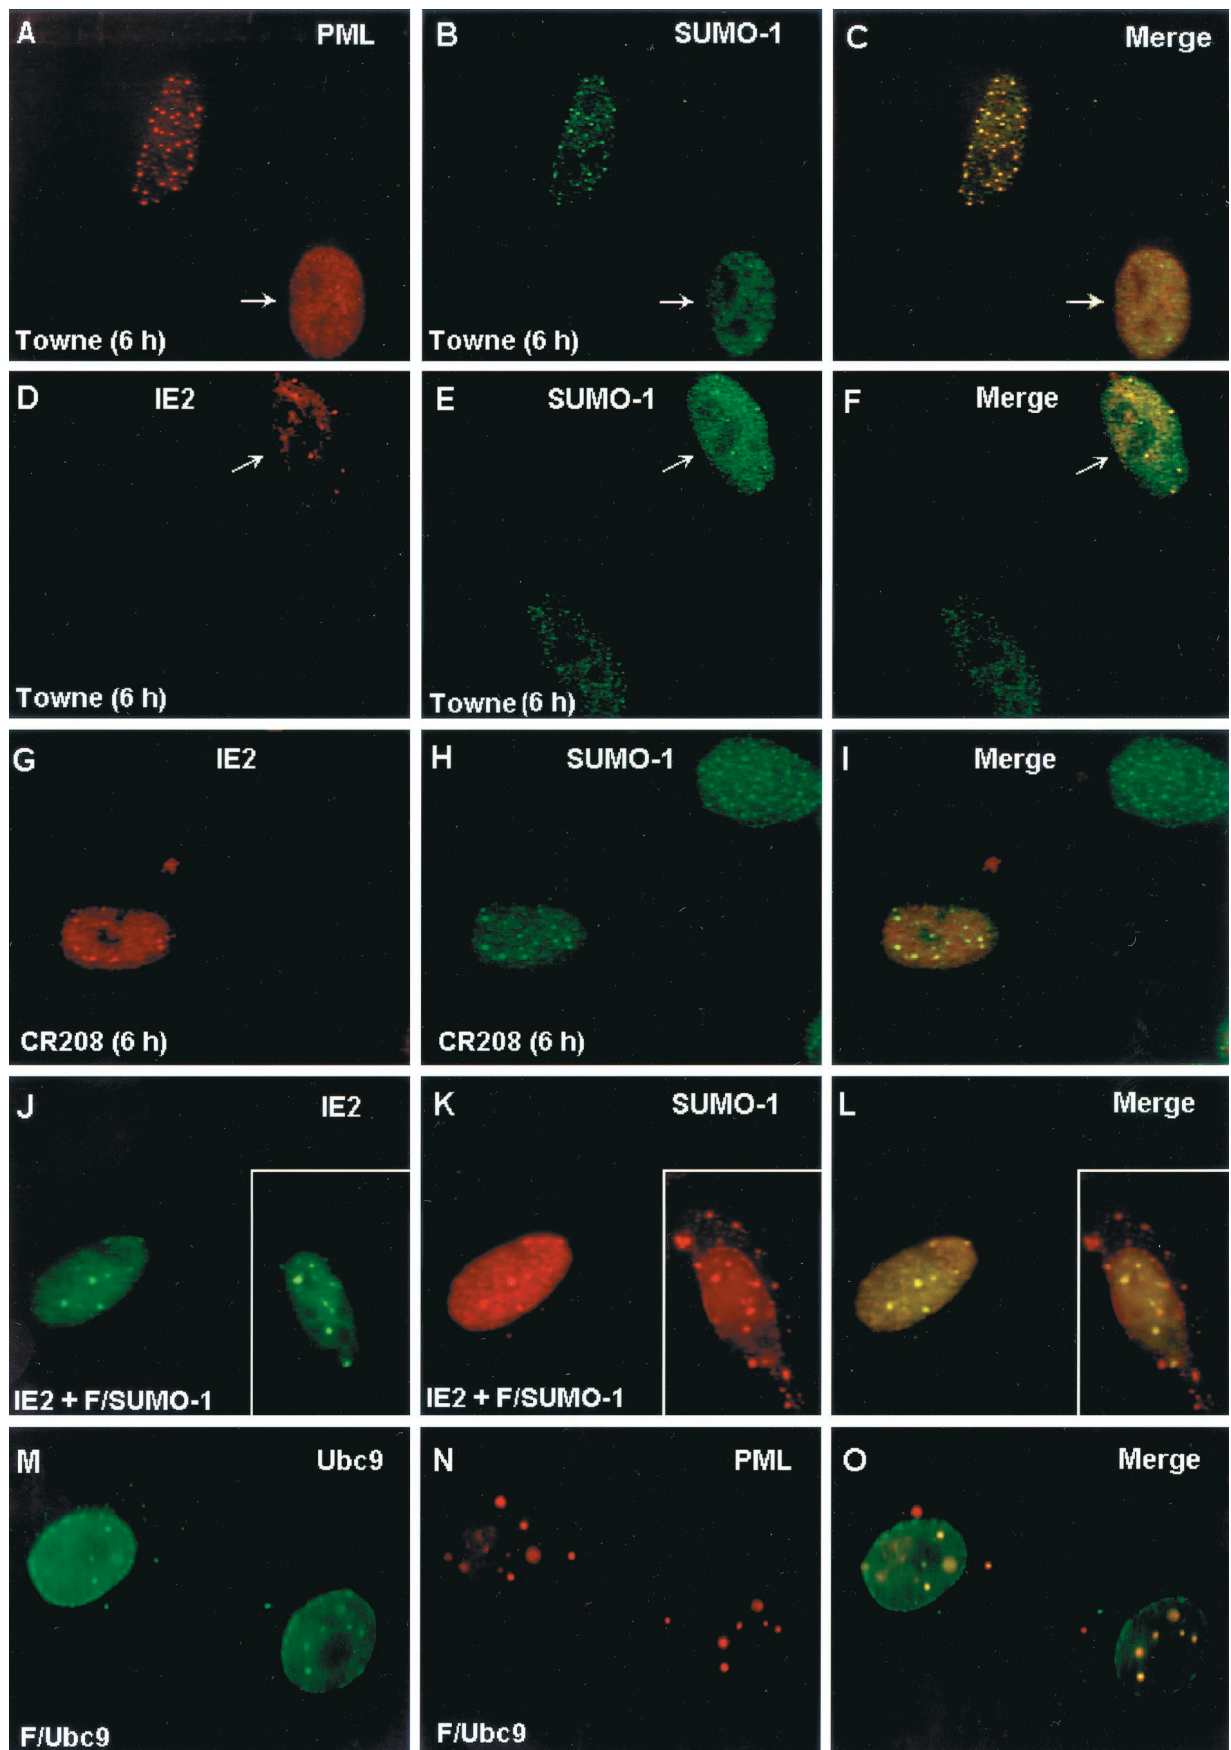 A PML
B SUMO-1
C Merge
Towne (6 h)
Towne (6 h)
D IE2
E SUMO-1
F Merge
Towne (6 h)
Towne (6 h)
G IE2
H SUMO-1
I Merge
CR208 (6 h)
CR208 (6 h)
J IE2
K SUMO-1
L Merge
IE2 + F/SUMO-1
IE2 + F/SUMO-1
M Ubc9
N PML
O Merge
F/Ubc9
F/Ubc9